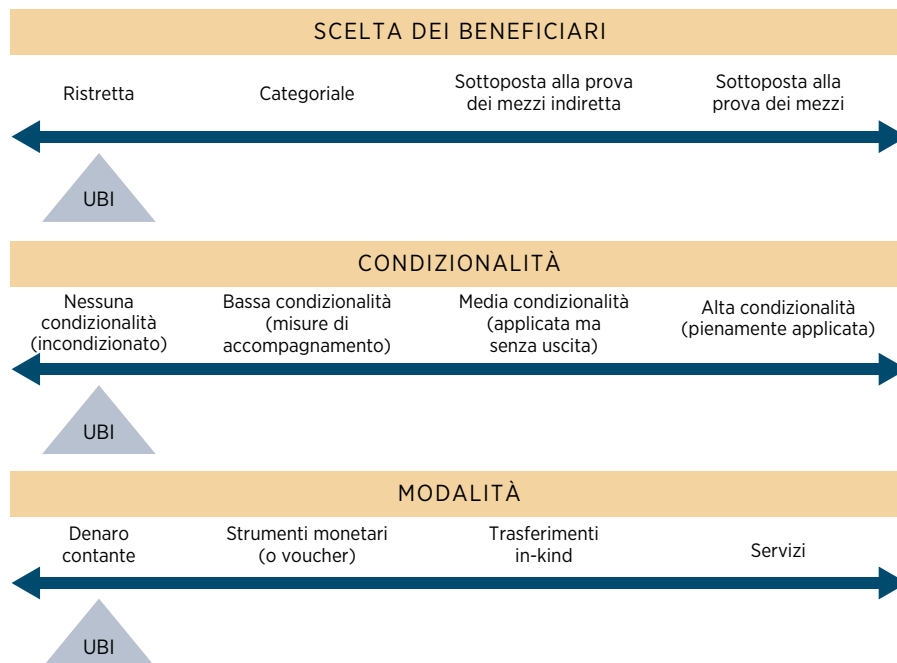 SCELTA DEI BENEFICIARI
Ristretta
Categoriale
Sottoposta alla prova
dei mezzi indiretta
Sottoposta alla
prova dei mezzi
UBI
CONDIZIONALITÀ
Nessuna
condizionalità
(incondizionato)
Bassa condizionalità
(misure di
accompagnamento)
Media condizionalità
(applicata ma
senza uscita)
Alta condizionalità
(pienamente applicata)
UBI
MODALITÀ
Denaro
contante
Strumenti monetari
(o voucher)
Trasferimenti
in-kind
Servizi
UBI